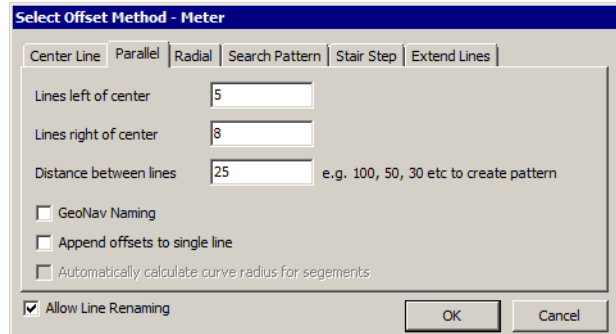 Select Offset Method - Meter
Center Line Parallel Radial Search Pattern Stair Step Extend Lines
Lines left of center 5
Lines right of center 8
Distance between lines 25 e.g. 100, 50, 30 etc to create pattern
GeoNav Naming
Append offsets to single line
Automatically calculate curve radius for segements
Allow Line Renaming OK Cancel